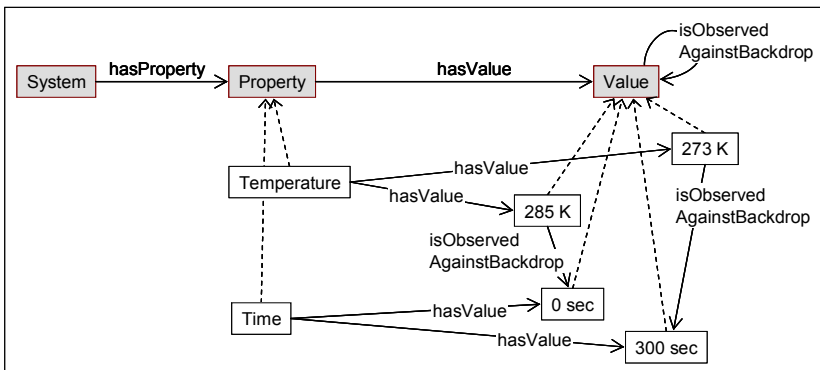 isObserved
AgainstBackdrop
System
hasProperty
Property
hasValue
Value
273 K
hasValue
Temperature
hasValue
285 K
isObserved
AgainstBackdrop
isObserved
AgainstBackdrop
0 sec
hasValue
Time
hasValue
300 sec